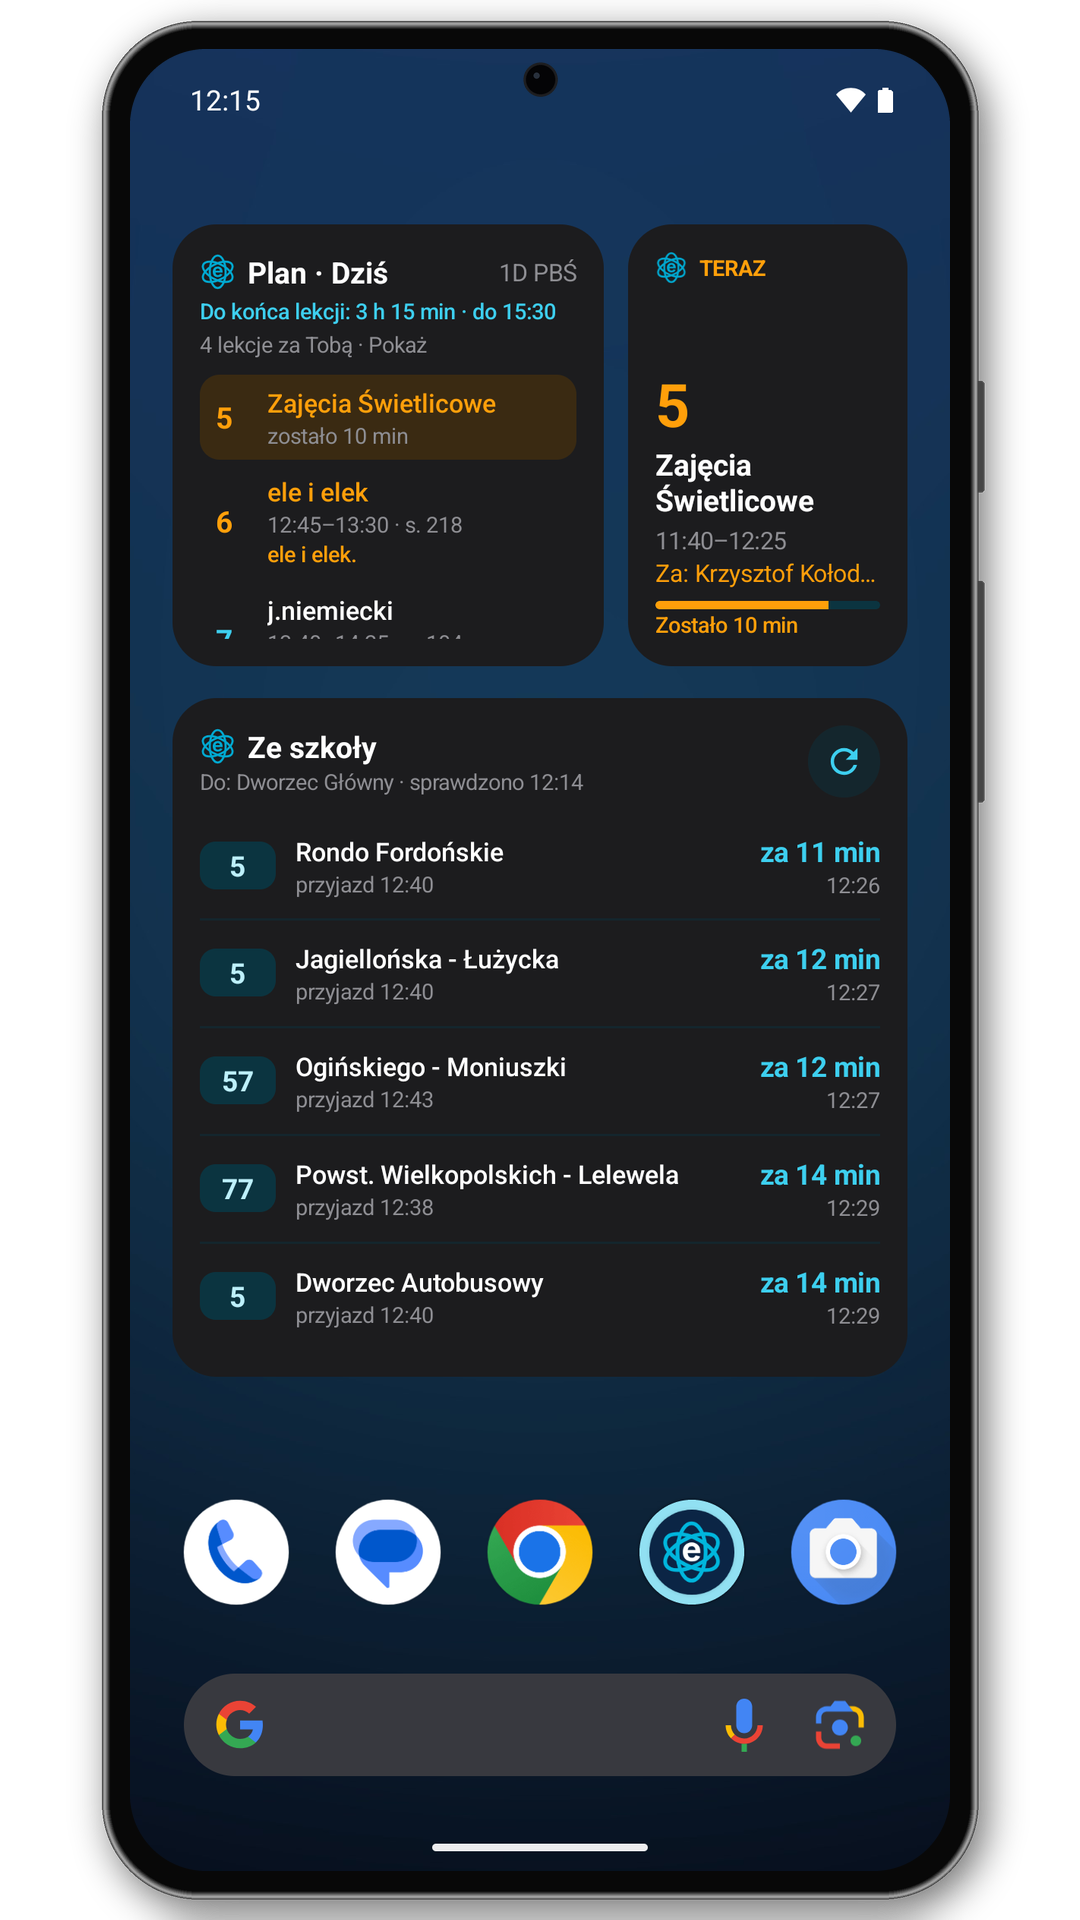 12:15
Plan · Dziś
1D PBŚ
Do końca lekcji: 3 h 15 min · do 15:30
4 lekcje za Tobą · Pokaż
5
Zajęcia Świetlicowe
zostało 10 min
6
ele i elek
12:45–13:30 · s. 218
ele i elek.
7
j.niemiecki
TERAZ
5
Zajęcia
Świetlicowe
11:40–12:25
Za: Krzysztof Kołod...
Zostało 10 min
Ze szkoły
Do: Dworzec Główny · sprawdzono 12:14
5
Rondo Fordońskie
za 11 min
przyjazd 12:40
12:26
5
Jagiellońska - Łużycka
za 12 min
przyjazd 12:40
12:27
57
Ogińskiego - Moniuszki
za 12 min
przyjazd 12:43
12:27
77
Powst. Wielkopolskich - Lelewela
za 14 min
przyjazd 12:38
12:29
5
Dworzec Autobusowy
za 14 min
przyjazd 12:40
12:29
e